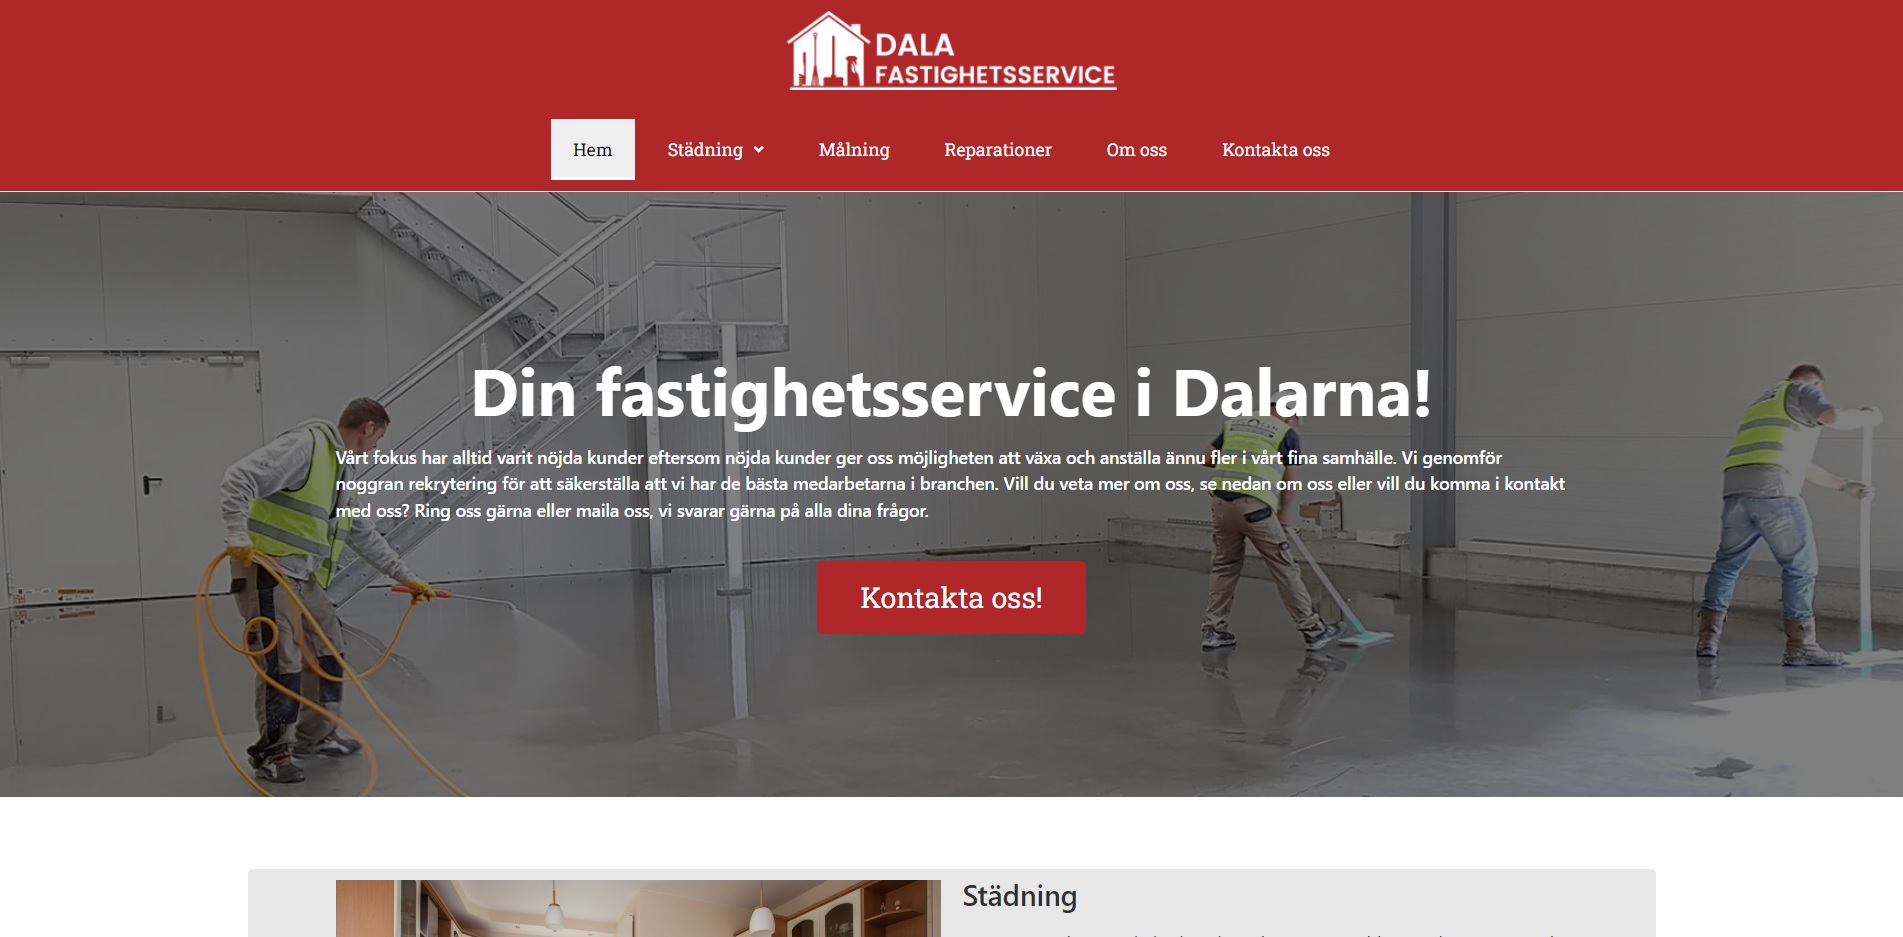 DALA
FASTIGHETSSERVICE
Hem Städning Målning Reparationer Om oss Kontakta oss
Din fastighetsservice i Dalarna!
Vårt fokus har alltid varit nöjda kunder eftersom nöjda kunder ger oss möjligheten att växa och anställa ännu fler i vårt fina samhälle. Vi genomför
noggran rekrytering för att säkerställa att vi har de bästa medarbetarna i branchen. Vill du veta mer om oss, se nedan om oss eller vill du komma i kontakt
med oss? Ring oss gärna eller maila oss, vi svarar gärna på alla dina frågor.
Kontakta oss!
Städning